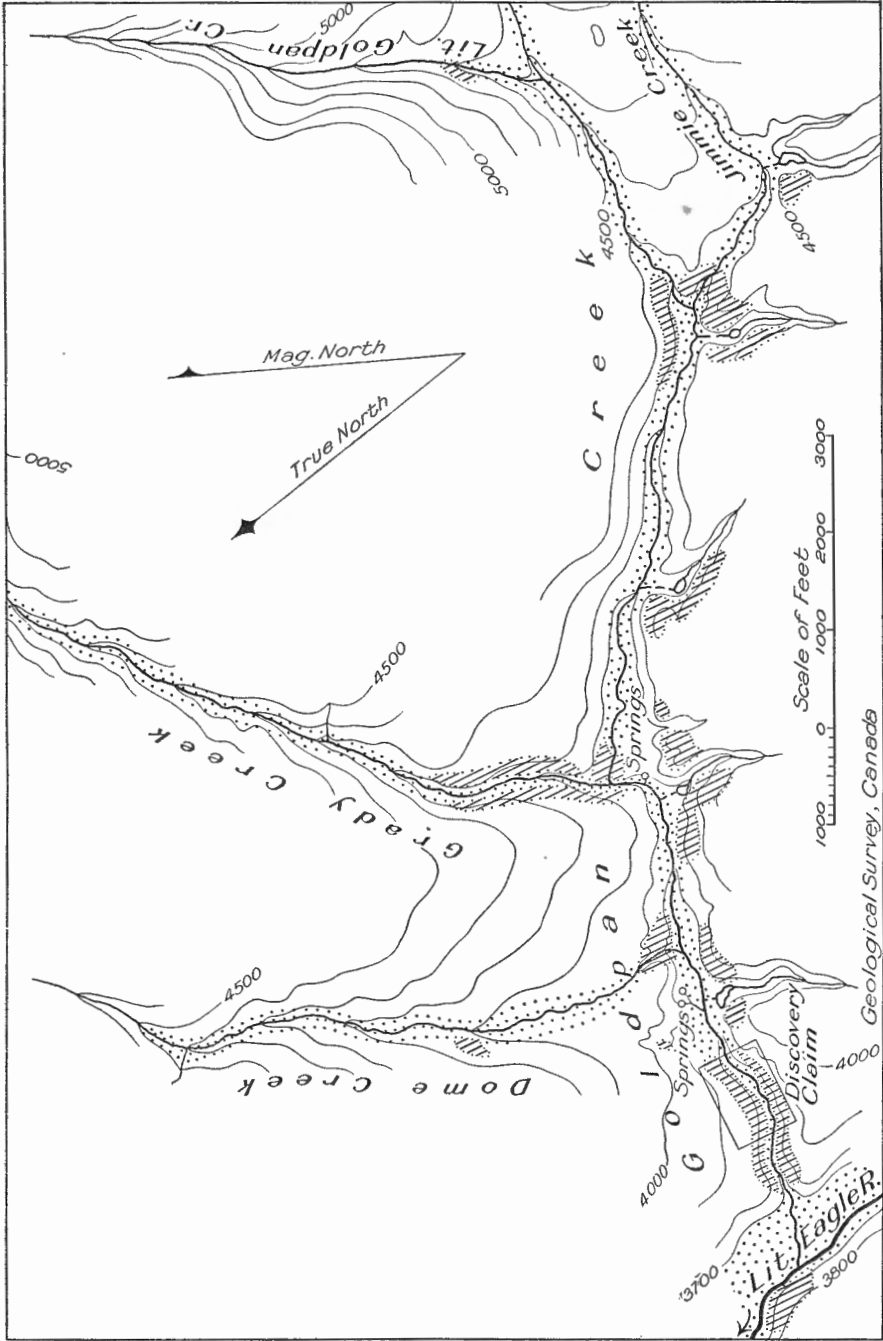 5000
Lit. Goldpan Cr.
5000
Creek
4500
Jimmie Creek
4500
Mag. North
True North
5000
4500
Grady Creek
Springs
Scale of Feet
1000 0 1000 2000 3000
4500
Dome Creek
Goldpan
Springs
4000
Discovery
Claim
4000
3700
Lit. Eagle R.
3800
Geological Survey, Canada